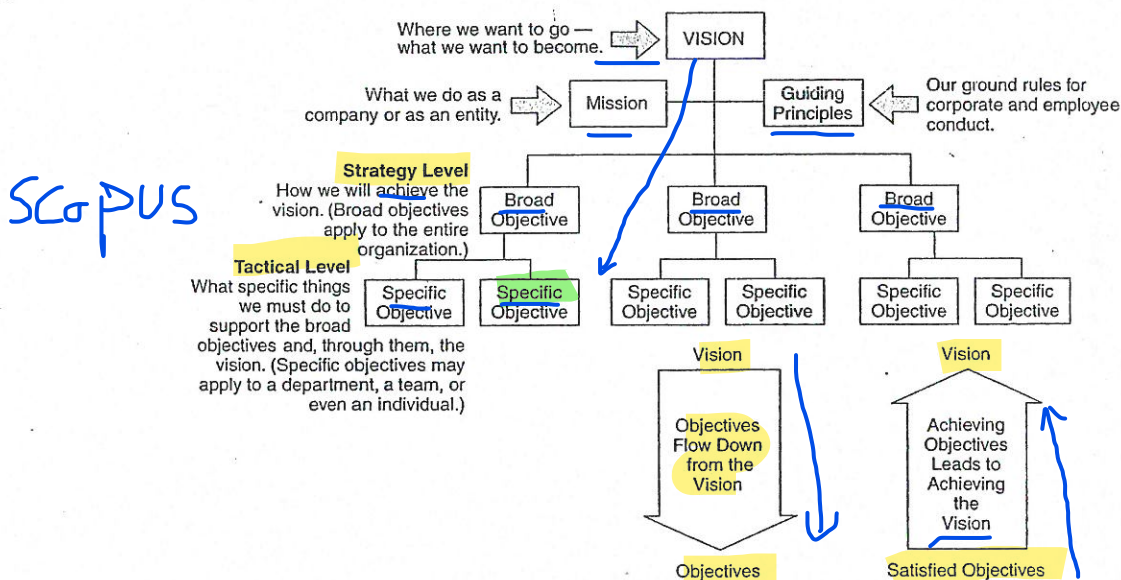 Where we want to go —
what we want to become.
VISION
What we do as a
company or as an entity.
Mission
Guiding
Principles
Our ground rules for
corporate and employee
conduct.
Scopus
Strategy Level
How we will achieve the
vision. (Broad objectives
apply to the entire
organization.)
Broad
Objective
Broad
Objective
Broad
Objective
Tactical Level
What specific things
we must do to
support the broad
objectives and, through them, the
vision. (Specific objectives may
apply to a department, a team, or
even an individual.)
Specific
Objective
Specific
Objective
Specific
Objective
Specific
Objective
Specific
Objective
Specific
Objective
Vision
Objectives
Flow Down
from the
Vision
Objectives
Vision
Achieving
Objectives
Leads to
Achieving
the
Vision
Satisfied Objectives